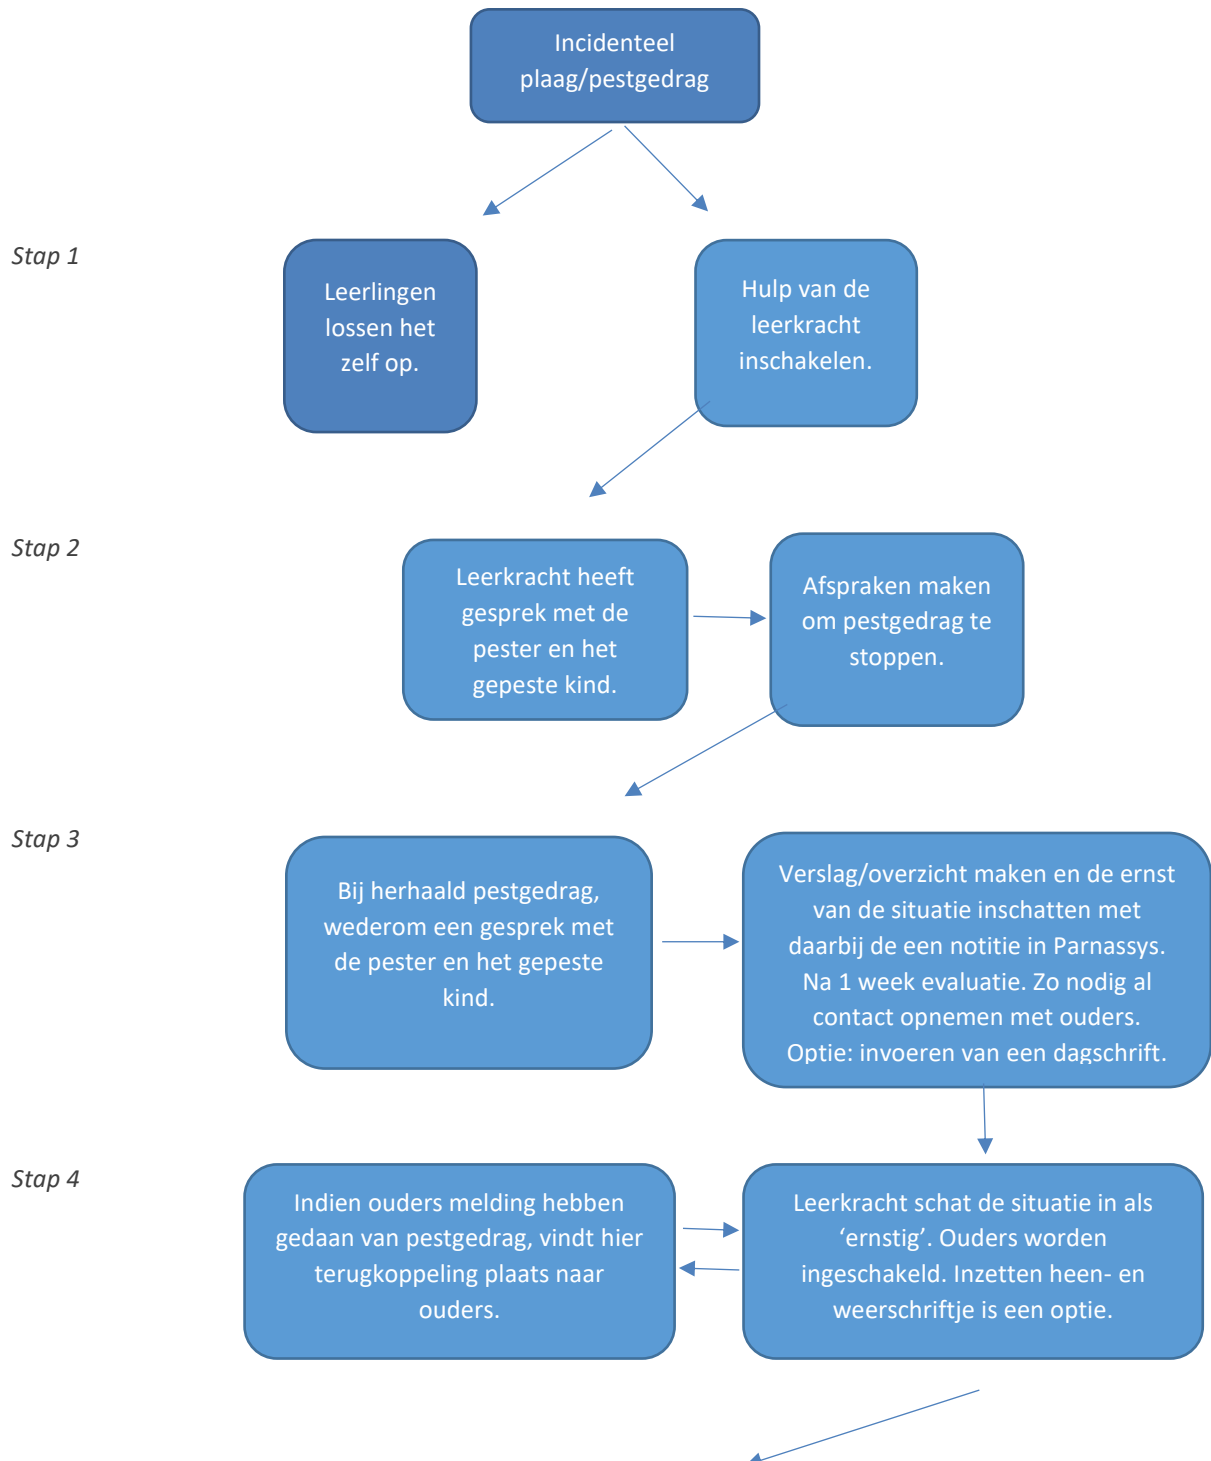 Incidenteel
plaag/pestgedrag
Stap 1
Leerlingen
lossen het
zelf op.
Hulp van de
leerkracht
inschakelen.
Stap 2
Leerkracht heeft
gesprek met de
pester en het
gepeste kind.
Afspraken maken
om pestgedrag te
stoppen.
Stap 3
Bij herhaald pestgedrag,
wederom een gesprek met
de pester en het gepeste
kind.
Verslag/overzicht maken en de ernst
van de situatie inschatten met
daarbij de een notitie in Parnassys.
Na 1 week evaluatie. Zo nodig al
contact opnemen met ouders.
Optie: invoeren van een dagschrift.
Stap 4
Indien ouders melding hebben
gedaan van pestgedrag, vindt hier
terugkoppeling plaats naar
ouders.
Leerkracht schat de situatie in als
‘ernstig’. Ouders worden
ingeschakeld. Inzetten heen- en
weerschriftje is een optie.